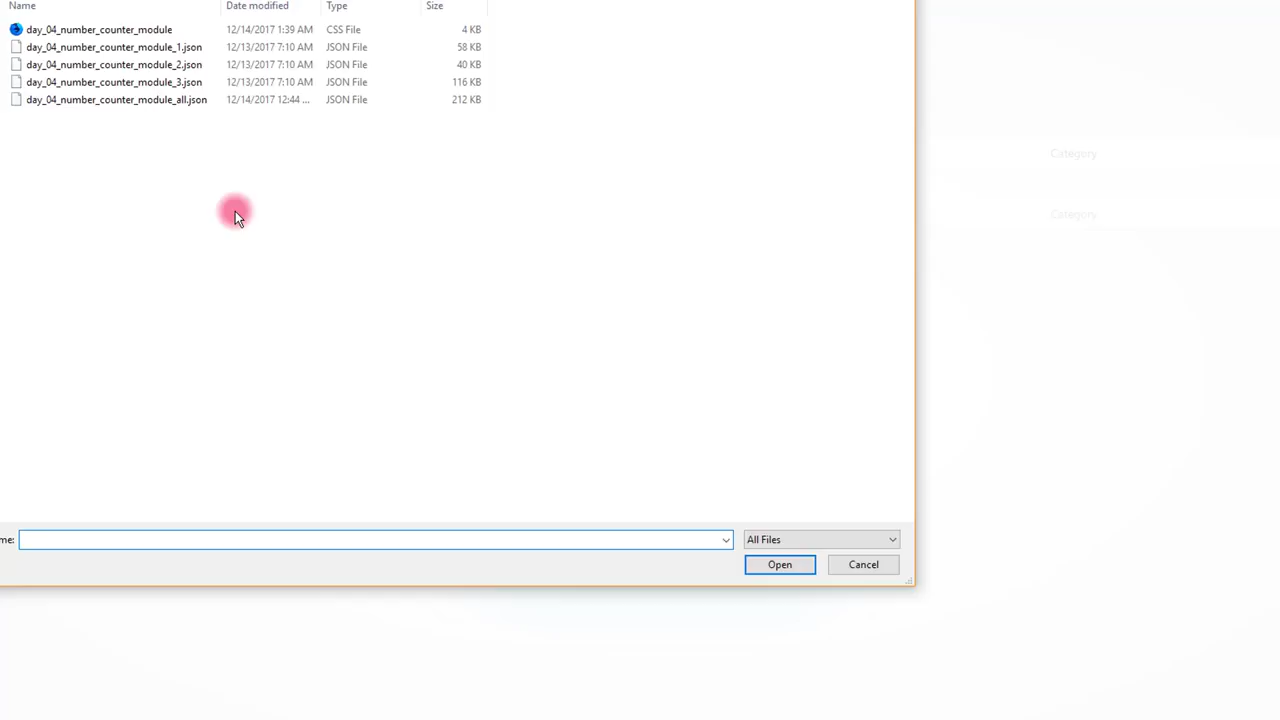 Name Date modified Type Size
day_04_number_counter_module 12/14/2017 1:39 AM CSS File 4 KB
day_04_number_counter_module_1.json 12/13/2017 7:10 AM JSON File 58 KB
day_04_number_counter_module_2.json 12/13/2017 7:10 AM JSON File 40 KB
day_04_number_counter_module_3.json 12/13/2017 7:10 AM JSON File 116 KB
day_04_number_counter_module_all.json 12/14/2017 12:44 ... JSON File 212 KB
Category
Category
me: All Files
Open Cancel